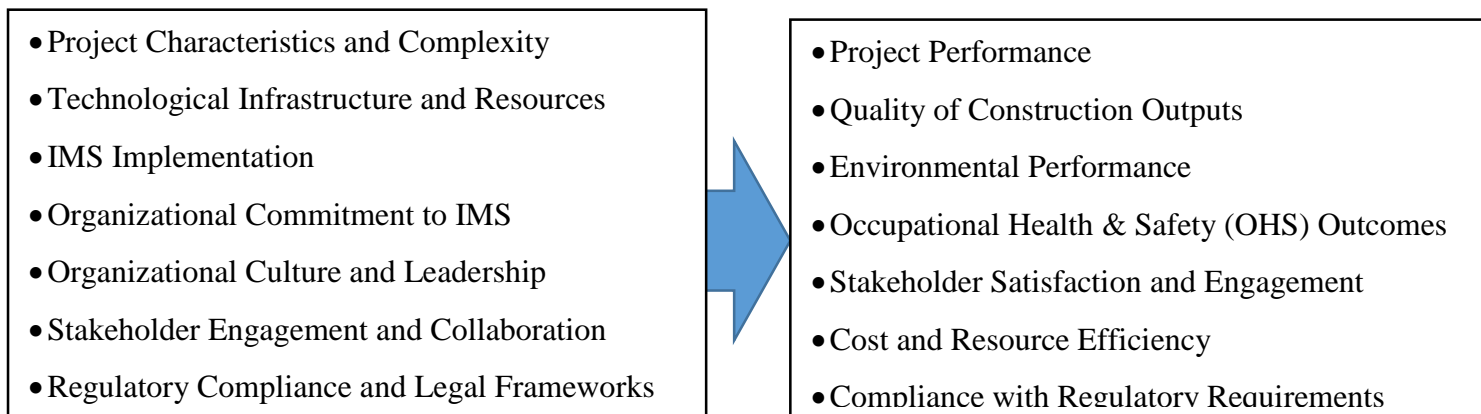 •Project Characteristics and Complexity
•Technological Infrastructure and Resources
•IMS Implementation
•Organizational Commitment to IMS
•Organizational Culture and Leadership
•Stakeholder Engagement and Collaboration
•Regulatory Compliance and Legal Frameworks
•Project Performance
•Quality of Construction Outputs
•Environmental Performance
•Occupational Health & Safety (OHS) Outcomes
•Stakeholder Satisfaction and Engagement
•Cost and Resource Efficiency
•Compliance with Regulatory Requirements